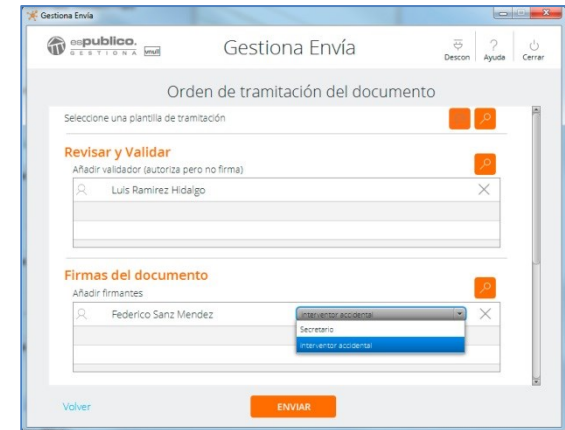 Gestiona Envía
espublico.
GESTIONA vmult
Gestiona Envía
Descon Ayuda Cerrar
Orden de tramitación del documento
Seleccione una plantilla de tramitación
Revisar y Validar
Añadir validador (autoriza pero no firma)
Luis Ramirez Hidalgo
Firmas del documento
Añadir firmantes
Federico Sanz Mendez Interventor accidental
Secretario
Interventor accidental
Volver ENVIAR